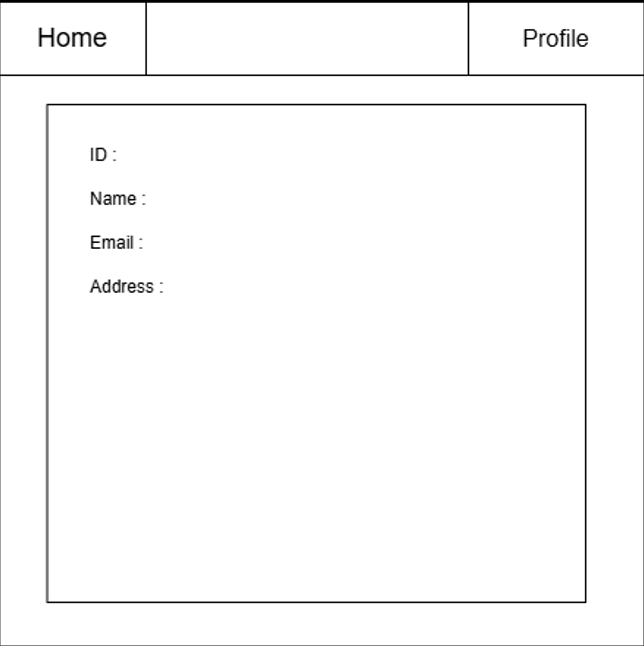 Home
Profile
ID :
Name :
Email :
Address :